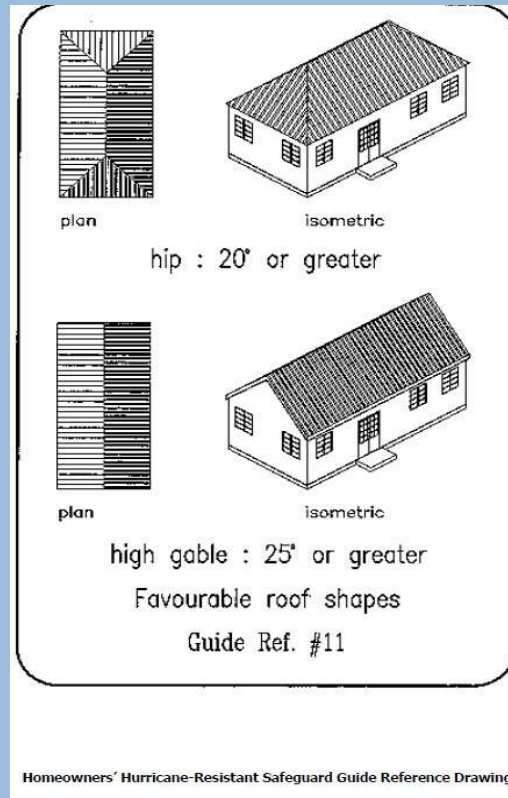 plan
isometric
hip : 20° or greater
plan
isometric
high gable : 25° or greater
Favourable roof shapes
Guide Ref. #11
Homeowners' Hurricane-Resistant Safeguard Guide Reference Drawing